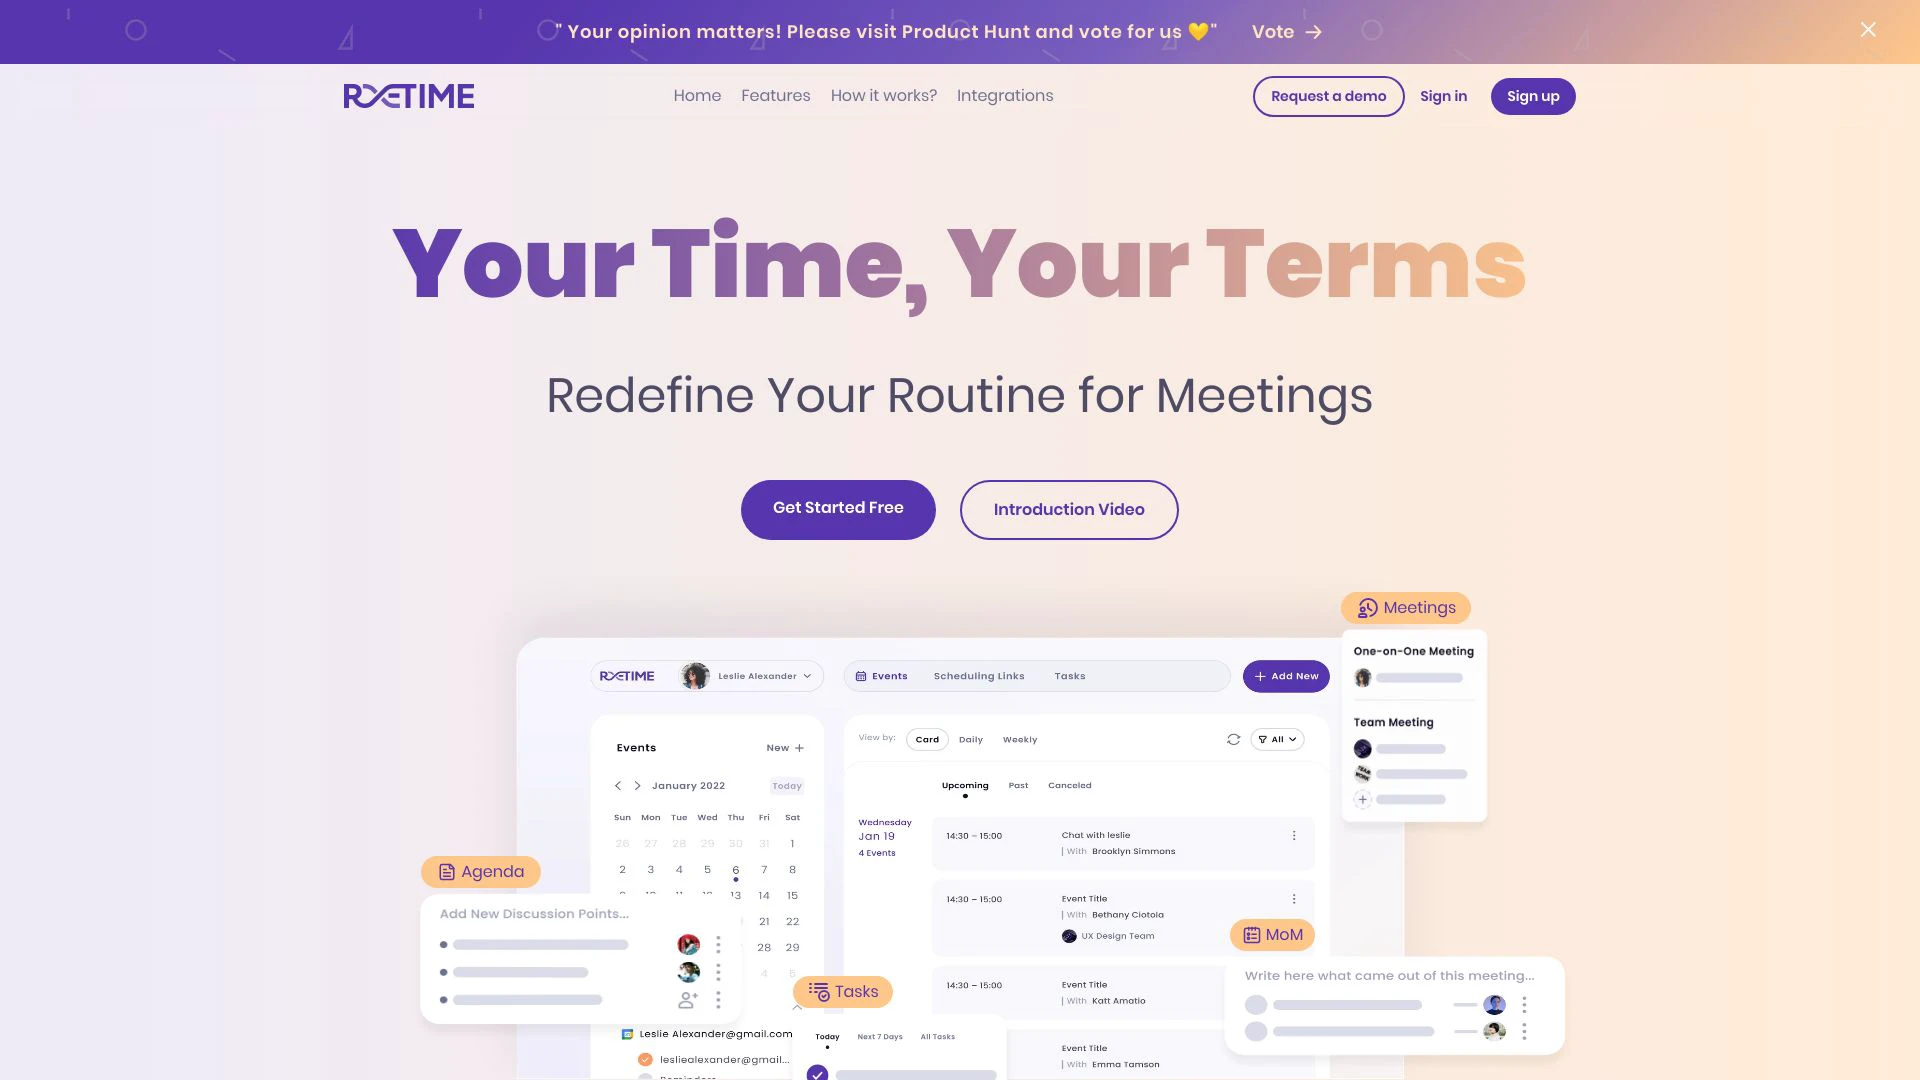 " Your opinion matters! Please visit Product Hunt and vote for us 💛"
Vote →
RXETIME
Home
Features
How it works?
Integrations
Request a demo
Sign in
Sign up
Your Time, Your Terms
Redefine Your Routine for Meetings
Get Started Free
Introduction Video
Meetings
One-on-One Meeting
Team Meeting
RXETIME
Leslie Alexander
Events
Scheduling Links
Tasks
+ Add New
Events
New +
January 2022
Today
Sun Mon Tue Wed Thu Fri Sat
26 27 28 29 30 31 1
2 3 4 5 6 7 8
13 14 15
21 22
28 29
4 5
View by:
Card
Daily
Weekly
All
Upcoming
Past
Canceled
Wednesday
Jan 19
4 Events
14:30 – 15:00
Chat with leslie
| With Brooklyn Simmons
14:30 – 15:00
Event Title
| With Bethany Ciotola
UX Design Team
14:30 – 15:00
Event Title
| With Katt Amatio
Event Title
| With Emma Tamson
Agenda
Add New Discussion Points...
Leslie Alexander@gmail.com
lesliealexander@gmail...
Tasks
Today
Next 7 Days
All Tasks
MoM
Write here what came out of this meeting...